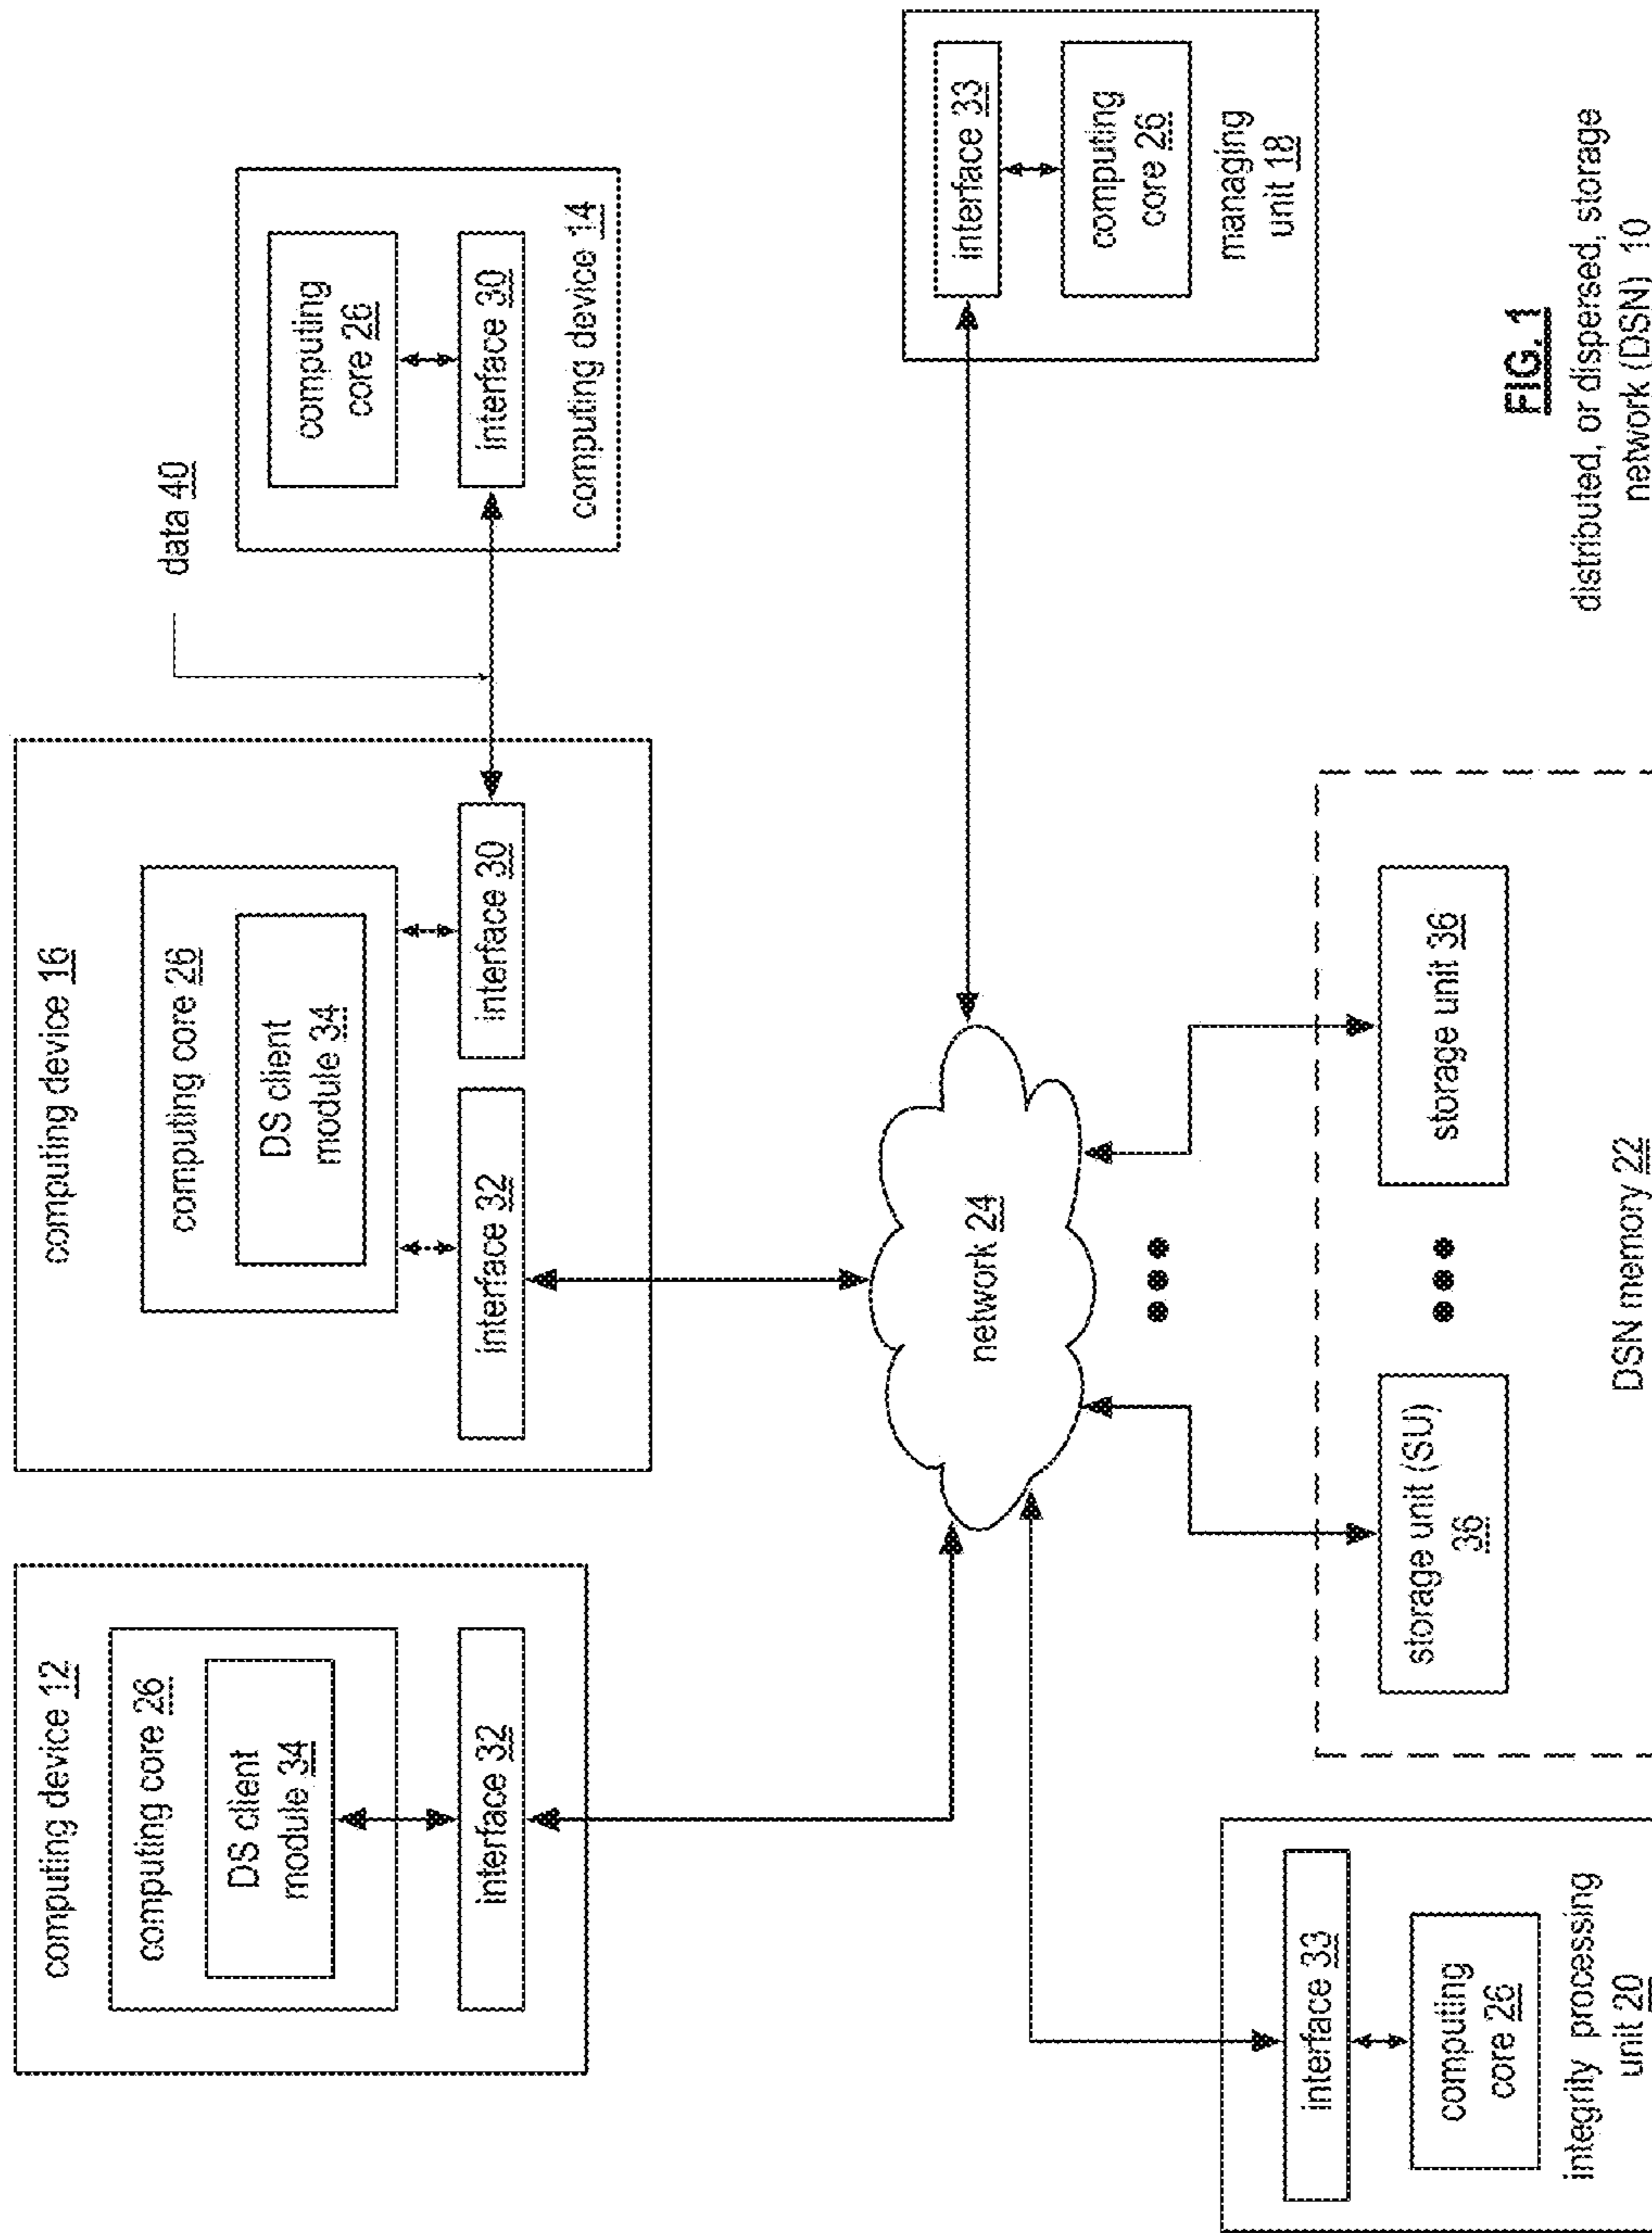 computing device 12
computing core 26
DS client
module 34
interface 32
computing device 16
computing core 26
DS client
module 34
interface 32
interface 30
data 40
computing
core 26
interface 30
computing device 14
network 24
interface 33
computing
core 26
managing
unit 18
interface 33
computing
core 26
integrity processing
unit 20
storage unit (SU)
36
storage unit 36
DSN memory 22
FIG. 1
distributed, or dispersed, storage
network (DSN) 10